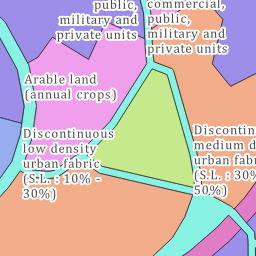 public,
military and
private units
commercial,
public,
military and
private units
Arable land
(annual crops)
Discontinuous
low density
urban fabric
(S.L. : 10% -
30%)
Discontin
medium d
urban fab
(S.L. : 30%
50%)